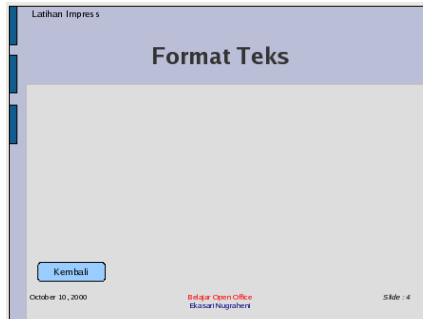 Latihan Impress
Format Teks
Kembali
October 10, 2000
Belajar Open Office
Ekasari Nugraheni
Slide : 4